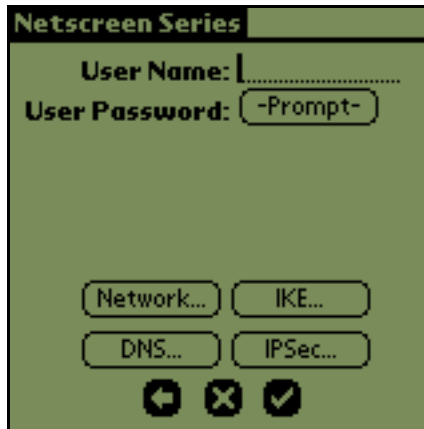 Netscreen Series
User Name:
User Password: -Prompt-
Network... IKE...
DNS... IPSec...